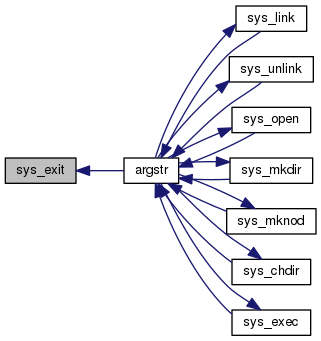 sys_link
sys_unlink
sys_open
sys_exit
argstr
sys_mkdir
sys_mknod
sys_chdir
sys_exec